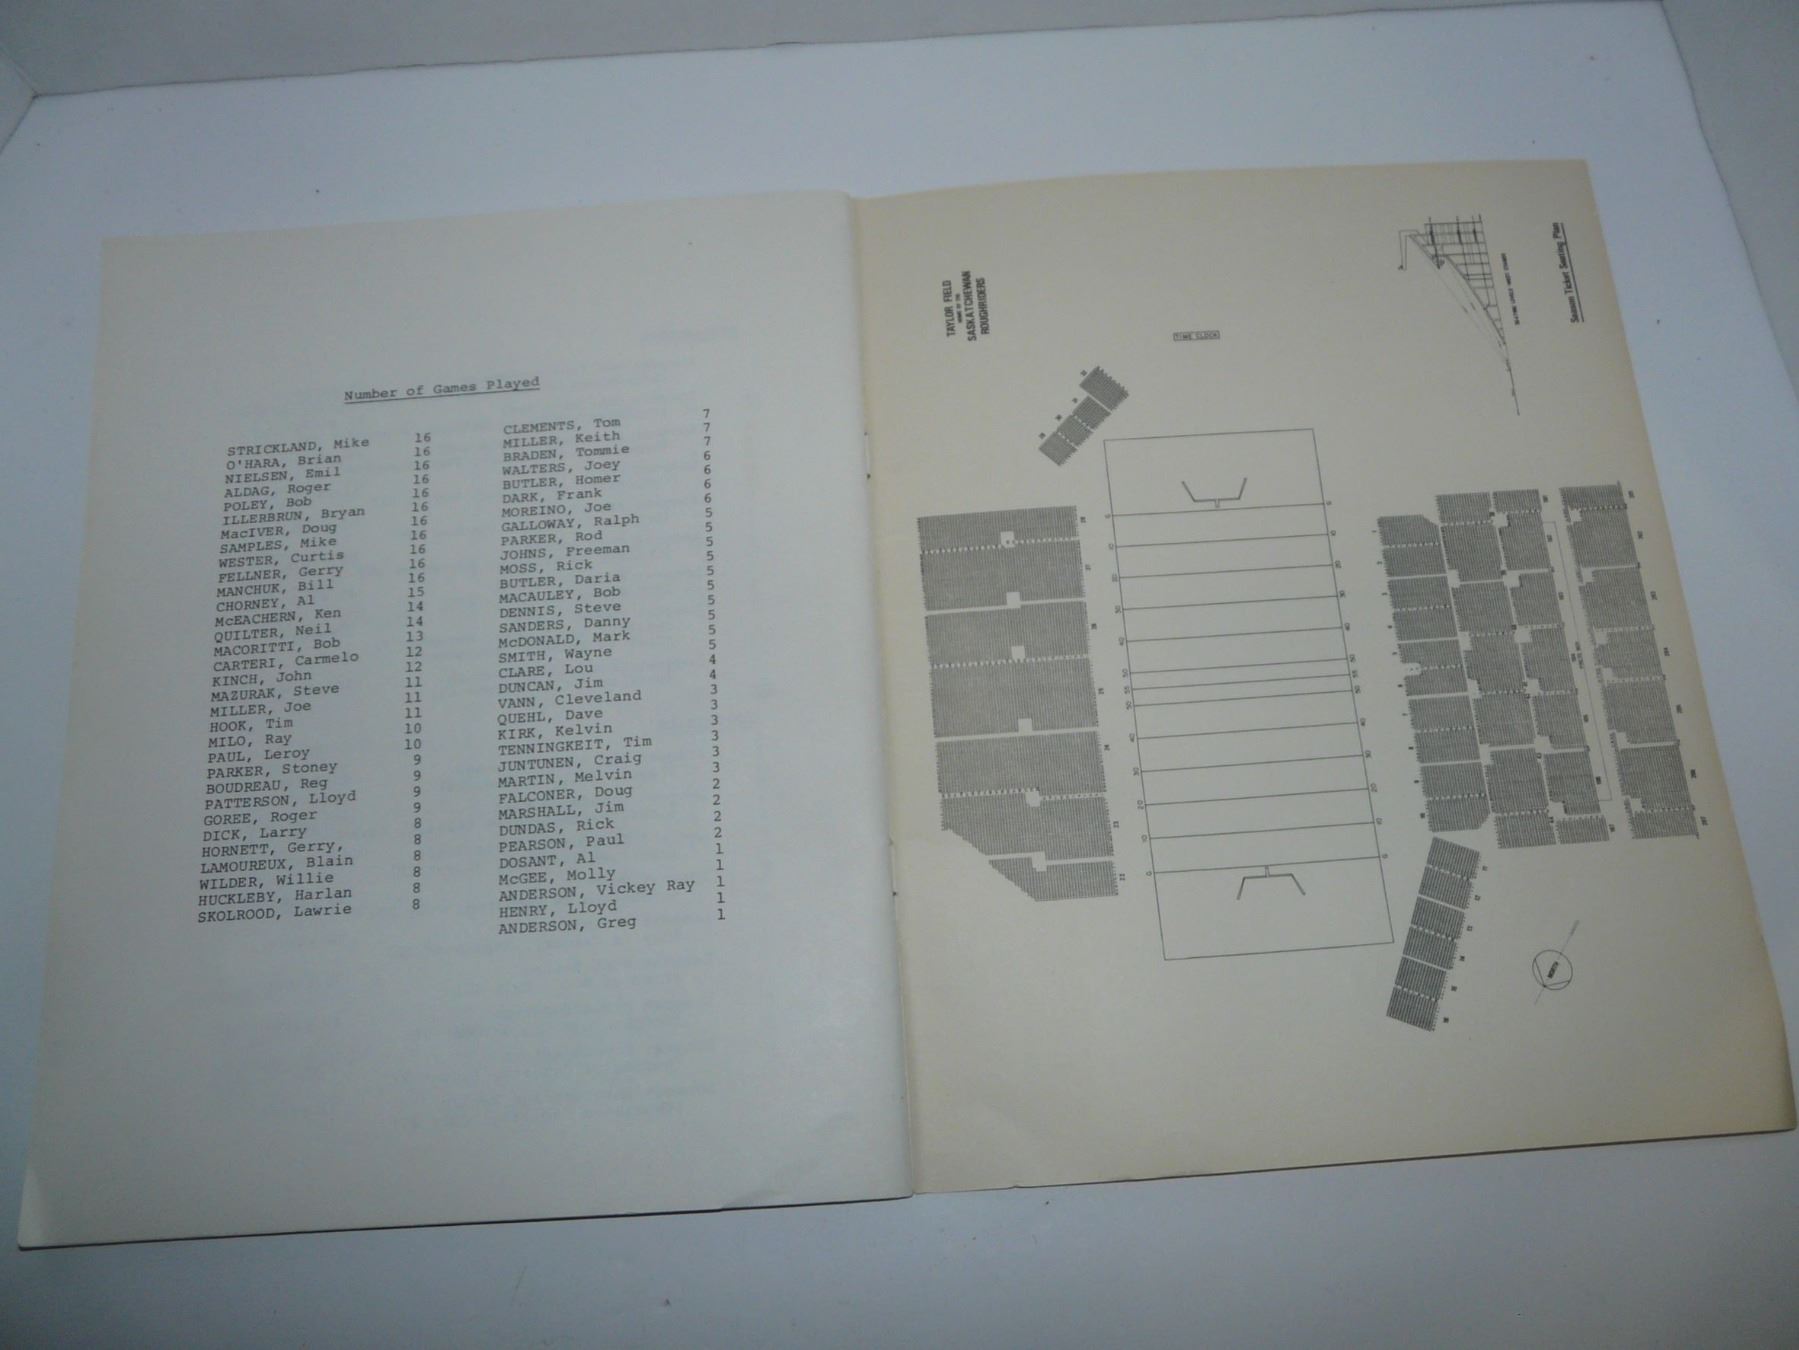 Number of Games Played
STRICKLAND, Mike 16
O'HARA, Brian 16
NIELSEN, Emil 16
ALDAG, Roger 16
POLEY, Bob 16
ILLERBRUN, Bryan 16
MacIVER, Doug 16
SAMPLES, Mike 16
WESTER, Curtis 16
FELLNER, Gerry 16
MANCHUK, Bill 16
CHORNEY, Al 15
McEACHERN, Ken 14
QUILTER, Neil 14
MACORITTI, Bob 13
CARTERI, Carmelo 12
KINCH, John 12
MAZURAK, Steve 11
MILLER, Joe 11
HOOK, Tim 11
MILO, Ray 10
PAUL, Leroy 10
PARKER, Stoney 9
BOUDREAU, Reg 9
PATTERSON, Lloyd 9
GOREE, Roger 9
DICK, Larry 8
HORNETT, Gerry, 8
LAMOUREUX, Blain 8
WILDER, Willie 8
HUCKLEBY, Harlan 8
SKOLROOD, Lawrie 8
CLEMENTS, Tom 7
MILLER, Keith 7
BRADEN, Tommie 7
WALTERS, Joey 6
BUTLER, Homer 6
DARK, Frank 6
MOREINO, Joe 6
GALLOWAY, Ralph 5
PARKER, Rod 5
JOHNS, Freeman 5
MOSS, Rick 5
BUTLER, Daria 5
MACAULEY, Bob 5
DENNIS, Steve 5
SANDERS, Danny 5
McDONALD, Mark 5
SMITH, Wayne 5
CLARE, Lou 4
DUNCAN, Jim 4
VANN, Cleveland 3
QUEHL, Dave 3
KIRK, Kelvin 3
TENNINGKEIT, Tim 3
JUNTUNEN, Craig 3
MARTIN, Melvin 3
FALCONER, Doug 2
MARSHALL, Jim 2
DUNDAS, Rick 2
PEARSON, Paul 2
DOSANT, Al 1
McGEE, Molly 1
ANDERSON, Vickey Ray 1
HENRY, Lloyd 1
ANDERSON, Greg 1
TAYLOR FIELD
HOME OF THE
SASKATCHEWAN
ROUGHRIDERS
TIME CLOCK
Season Ticket Seating Plan
NORTH